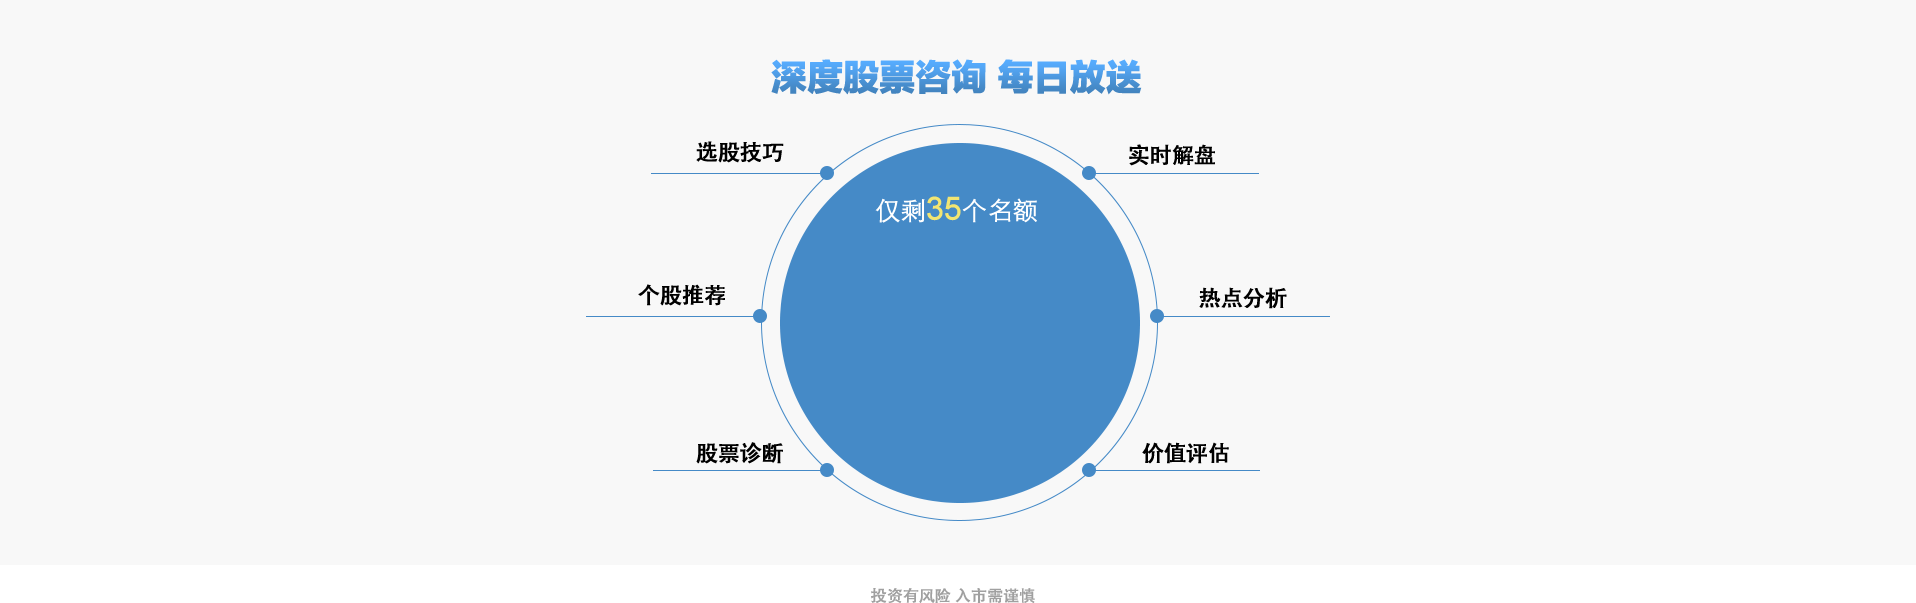 深度股票咨询 每日放送
选股技巧
实时解盘
仅剩35个名额
个股推荐
热点分析
股票诊断
价值评估
投资有风险 入市需谨慎